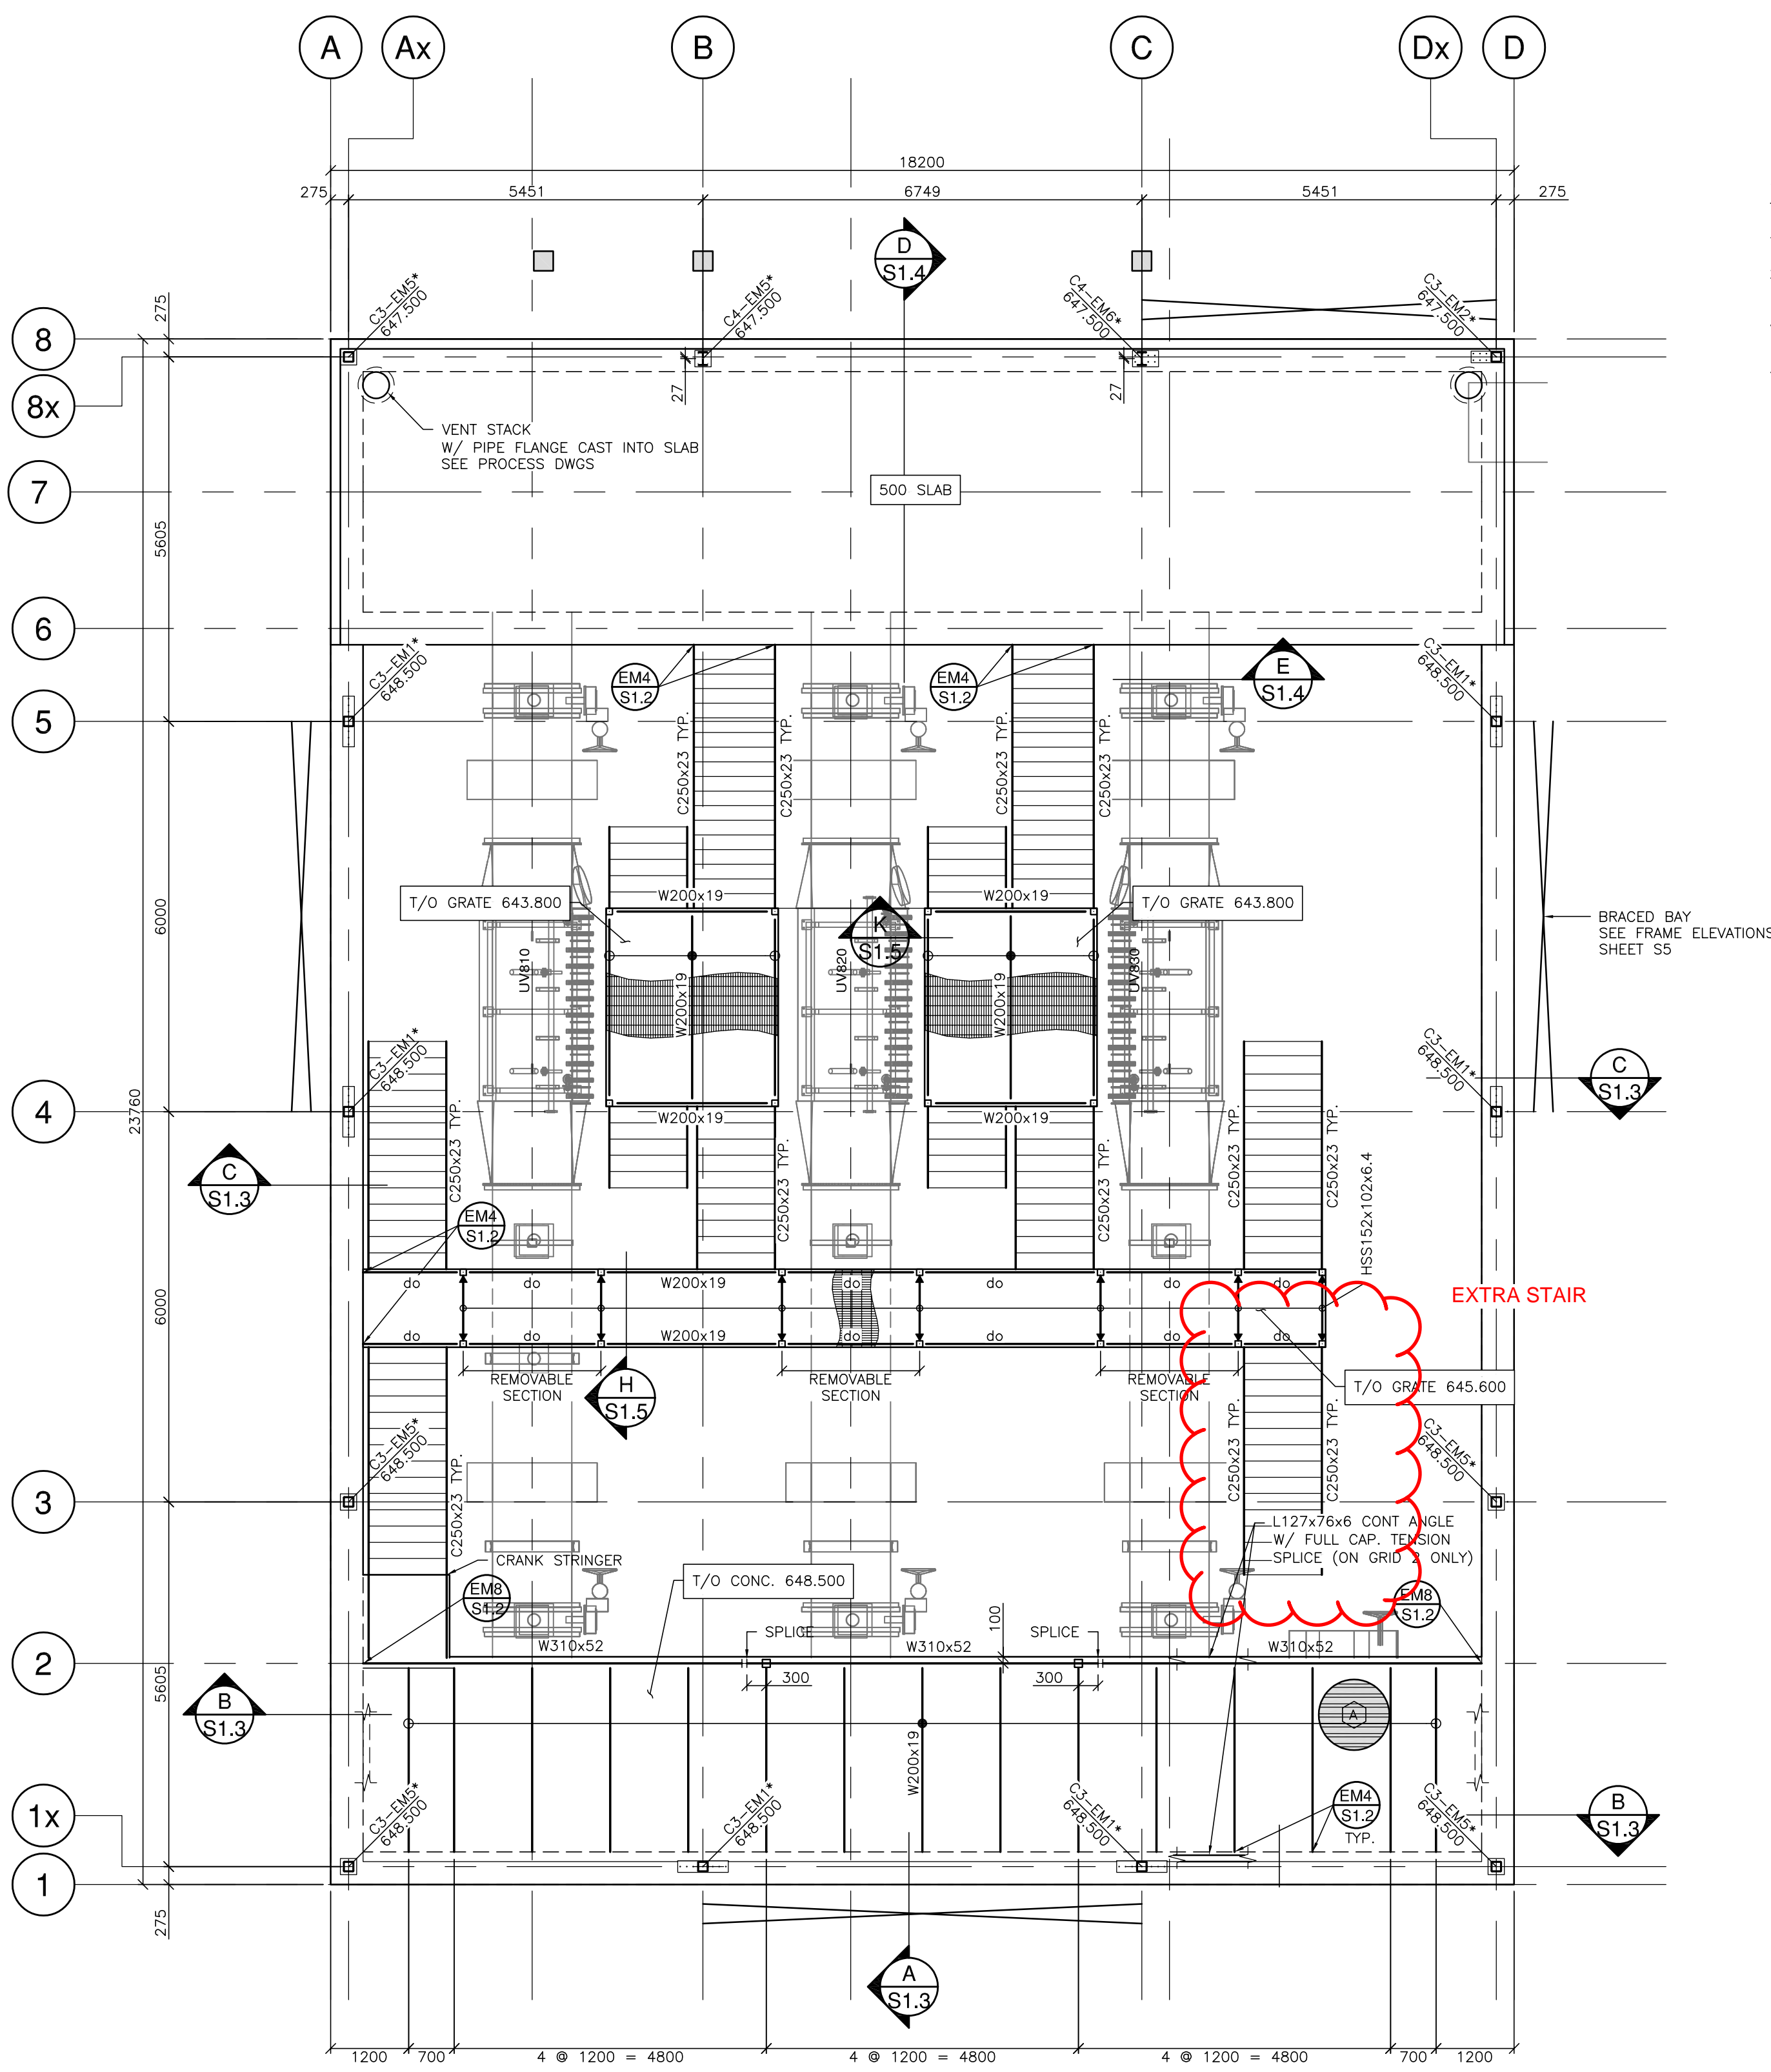 A
Ax
B
C
Dx
D
18200
275
5451
6749
5451
275
D
S1.4
275
C3-EM5*
647.500
C4-EM5*
647.500
C4-EM6*
647.500
C3-EM2*
647.500
8
8x
27
27
VENT STACK
W/ PIPE FLANGE CAST INTO SLAB
SEE PROCESS DWGS
7
500 SLAB
5605
6
C3-EM1*
648.500
EM4
S1.2
EM4
S1.2
E
S1.4
C3-EM1*
648.500
5
C250x23 TYP.
C250x23 TYP.
C250x23 TYP.
C250x23 TYP.
6000
T/O GRATE 643.800
W200x19
W200x19
T/O GRATE 643.800
K
S1.5
BRACED BAY
SEE FRAME ELEVATIONS
SHEET S5
UV810
W200x19
UV820
W200x19
UV830
C3-EM1*
648.500
C3-EM1*
648.500
C
S1.3
4
23760
W200x19
W200x19
C
S1.3
C250x23 TYP.
C250x23 TYP.
C250x23 TYP.
C250x23 TYP.
C250x23 TYP.
HSS152x102x6.4
EM4
S1.2
do
do
W200x19
do
do
do
do
EXTRA STAIR
6000
do
do
W200x19
do
do
do
do
REMOVABLE
SECTION
H
S1.5
REMOVABLE
SECTION
REMOVABLE
SECTION
T/O GRATE 645.600
C3-EM5*
648.500
C250x23 TYP.
C250x23 TYP.
C250x23 TYP.
C3-EM5*
648.500
3
L127x76x6 CONT ANGLE
W/ FULL CAP. TENSION
SPLICE (ON GRID 2 ONLY)
CRANK STRINGER
T/O CONC. 648.500
EM8
S1.2
EM8
S1.2
100
SPLICE
SPLICE
W310x52
W310x52
W310x52
2
300
300
5605
B
S1.3
A
W200x19
C3-EM5*
648.500
C3-EM1*
648.500
C3-EM1*
648.500
EM4
S1.2
TYP.
C3-EM5*
648.500
B
S1.3
1x
1
275
A
S1.3
1200
700
4 @ 1200 = 4800
4 @ 1200 = 4800
4 @ 1200 = 4800
700
1200